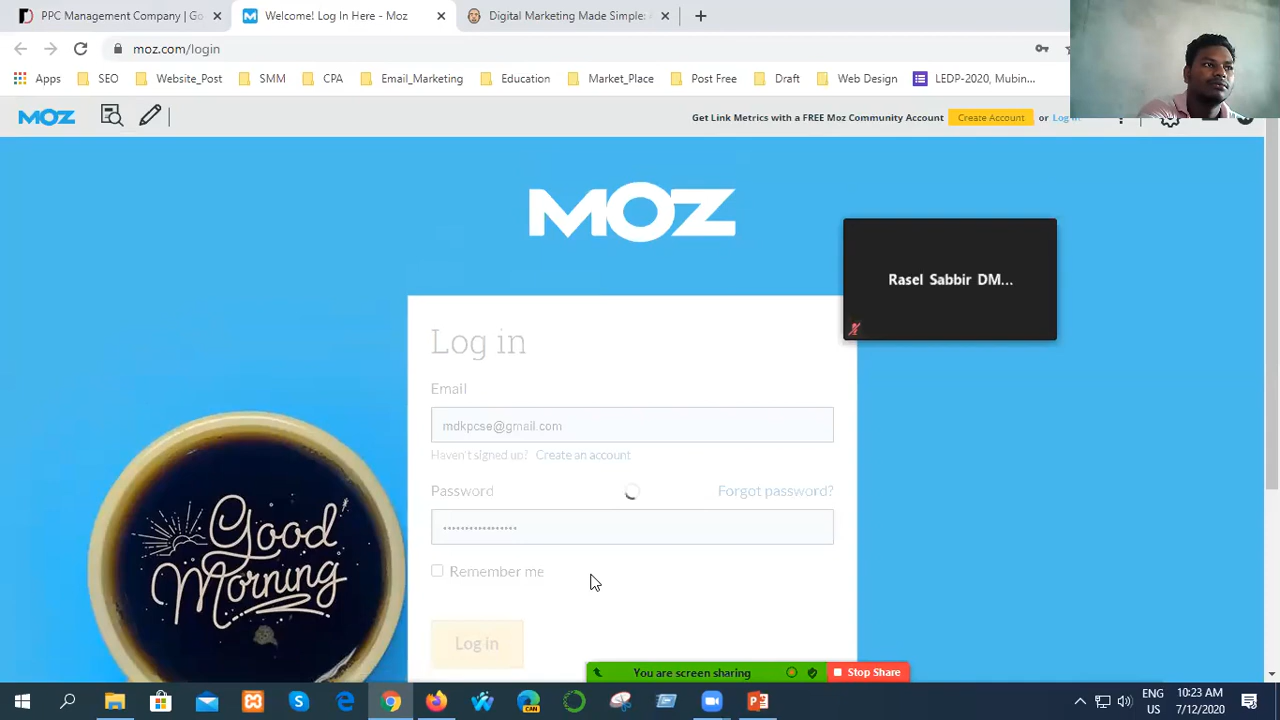 PPC Management Company | Go
Welcome! Log In Here - Moz
Digital Marketing Made Simple:
moz.com/login
Apps
SEO
Website_Post
SMM
CPA
Email_Marketing
Education
Market_Place
Post Free
Draft
Web Design
LEDP-2020, Mubin...
MOZ
Get Link Metrics with a FREE Moz Community Account
Create Account
or
Log in
MOZ
Rasel Sabbir DM...
Log in
Email
mdkpcse@gmail.com
Haven't signed up? Create an account
Password
Forgot password?
Remember me
Log in
Good
Morning
You are screen sharing
Stop Share
CAN
ENG
US
10:23 AM
7/12/2020